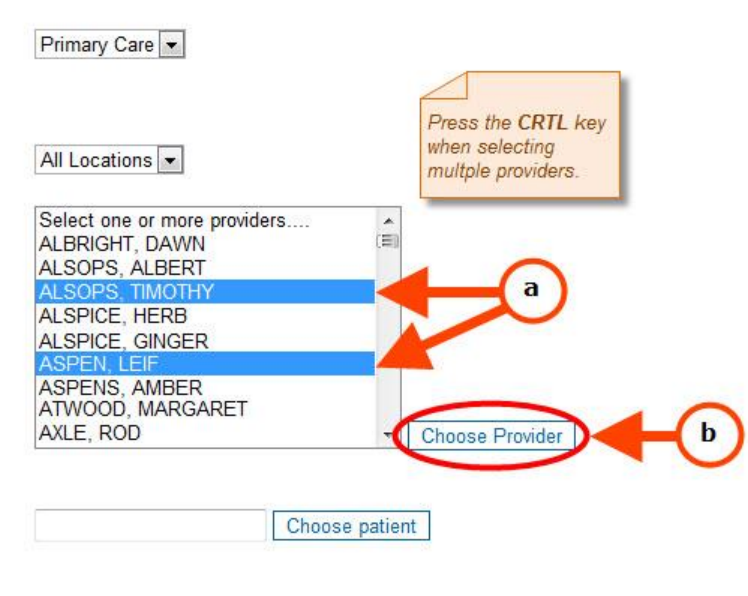 Primary Care
Press the CRTL key
when selecting
multple providers.
All Locations
Select one or more providers....
ALBRIGHT, DAWN
ALSOPS, ALBERT
ALSOPS, TIMOTHY
ALSPICE, HERB
ALSPICE, GINGER
ASPEN, LEIF
ASPENS, AMBER
ATWOOD, MARGARET
AXLE, ROD
a
Choose Provider
b
Choose patient